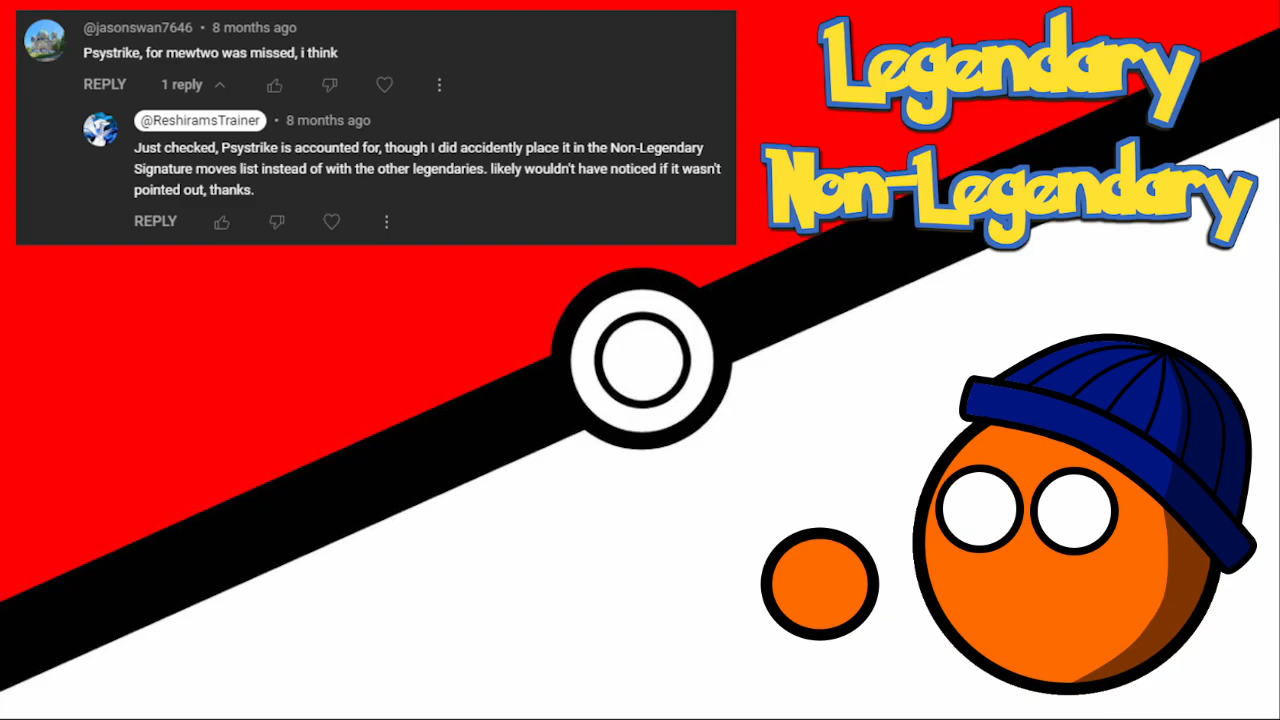 @jasonswan7646 • 8 months ago
Psystrike, for mewtwo was missed, i think
REPLY 1 reply
@ReshiramsTrainer • 8 months ago
Just checked, Psystrike is accounted for, though I did accidently place it in the Non-Legendary
Signature moves list instead of with the other legendaries. likely wouldn't have noticed if it wasn't
pointed out, thanks.
REPLY
Legendary
Non-Legendary